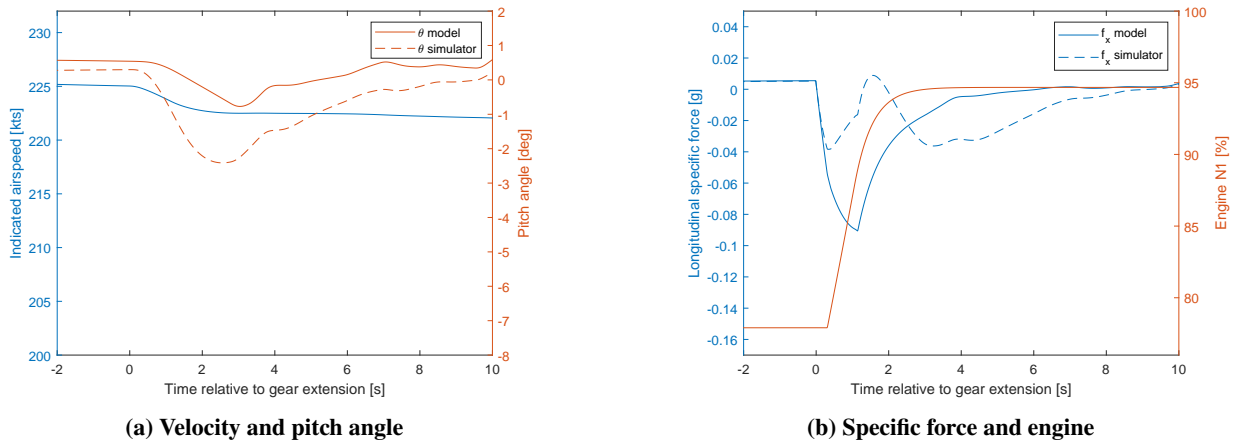 θ model
θ simulator
230
225
220
215
210
205
200
2
1
0
-1
-2
-3
-4
-5
-6
-7
-8
-2 0 2 4 6 8 10
Indicated airspeed [kts]
Pitch angle [deg]
Time relative to gear extension [s]
(a) Velocity and pitch angle
f_x model
f_x simulator
0.04
0.02
0
-0.02
-0.04
-0.06
-0.08
-0.1
-0.12
-0.14
-0.16
100
95
90
85
80
-2 0 2 4 6 8 10
Longitudinal specific force [g]
Engine N1 [%]
Time relative to gear extension [s]
(b) Specific force and engine